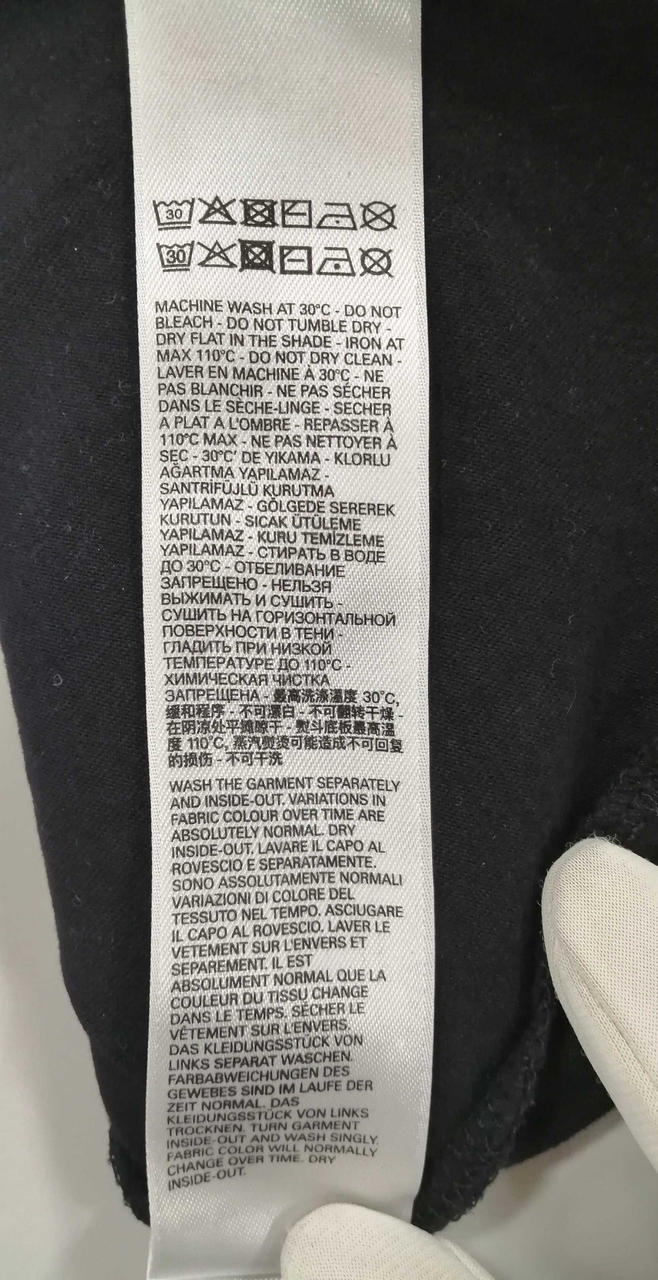 30
30
MACHINE WASH AT 30°C - DO NOT
BLEACH - DO NOT TUMBLE DRY -
DRY FLAT IN THE SHADE - IRON AT
MAX 110°C - DO NOT DRY CLEAN -
LAVER EN MACHINE À 30°C - NE
PAS BLANCHIR - NE PAS SÉCHER
DANS LE SÈCHE-LINGE - SECHER
A PLAT A L'OMBRE - REPASSER À
110°C MAX - NE PAS NETTOYER À
SEC - 30°C' DE YIKAMA - KLORLU
AĞARTMA YAPILAMAZ -
SANTRİFÜJLÜ KURUTMA
YAPILAMAZ - GÖLGEDE SEREREK
KURUTUN - SICAK ÜTÜLEME
YAPILAMAZ - KURU TEMİZLEME
YAPILAMAZ - СТИРАТЬ В ВОДЕ
ДО 30°С - ОТБЕЛИВАНИЕ
ЗАПРЕЩЕНО - НЕЛЬЗЯ
ВЫЖИМАТЬ И СУШИТЬ -
СУШИТЬ НА ГОРИЗОНТАЛЬНОЙ
ПОВЕРХНОСТИ В ТЕНИ -
ГЛАДИТЬ ПРИ НИЗКОЙ
ТЕМПЕРАТУРЕ ДО 110°С -
ХИМИЧЕСКАЯ ЧИСТКА
ЗАПРЕЩЕНА - 最高洗涤温度 30°C,
缓和程序 - 不可漂白 - 不可翻转干燥 -
在阴凉处平摊晾干 - 熨斗底板最高温
度 110°C, 蒸汽熨烫可能造成不可回复
的损伤 - 不可干洗
WASH THE GARMENT SEPARATELY
AND INSIDE-OUT. VARIATIONS IN
FABRIC COLOUR OVER TIME ARE
ABSOLUTELY NORMAL. DRY
INSIDE-OUT. LAVARE IL CAPO AL
ROVESCIO E SEPARATAMENTE.
SONO ASSOLUTAMENTE NORMALI
VARIAZIONI DI COLORE DEL
TESSUTO NEL TEMPO. ASCIUGARE
IL CAPO AL ROVESCIO. LAVER LE
VETEMENT SUR L'ENVERS ET
SEPAREMENT. IL EST
ABSOLUMENT NORMAL QUE LA
COULEUR DU TISSU CHANGE
DANS LE TEMPS. SÉCHER LE
VÊTEMENT SUR L'ENVERS.
DAS KLEIDUNGSSTÜCK VON
LINKS SEPARAT WASCHEN.
FARBABWEICHUNGEN DES
GEWEBES SIND IM LAUFE DER
ZEIT NORMAL. DAS
KLEIDUNGSSTÜCK VON LINKS
TROCKNEN. TURN GARMENT
INSIDE-OUT AND WASH SINGLY.
FABRIC COLOR WILL NORMALLY
CHANGE OVER TIME. DRY
INSIDE-OUT.